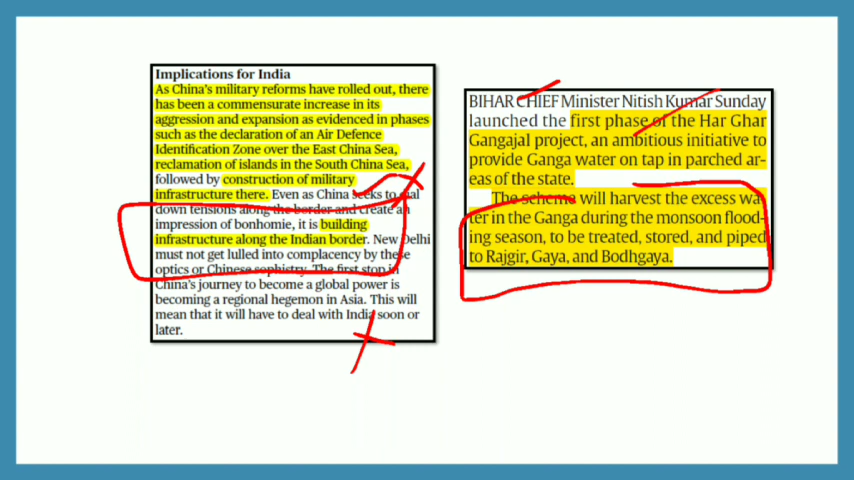 Implications for India
As China's military reforms have rolled out, there
has been a commensurate increase in its
aggression and expansion as evidenced in phases
such as the declaration of an Air Defence
Identification Zone over the East China Sea,
reclamation of islands in the South China Sea,
followed by construction of military
infrastructure there. Even as China seeks to dial
down tensions along the border and create an
impression of bonhomie, it is building
infrastructure along the Indian border. New Delhi
must not get lulled into complacency by these
optics or Chinese sophistry. The first stop in
China's journey to become a global power is
becoming a regional hegemon in Asia. This will
mean that it will have to deal with India soon or
later.
BIHAR CHIEF Minister Nitish Kumar Sunday
launched the first phase of the Har Ghar
Gangajal project, an ambitious initiative to
provide Ganga water on tap in parched ar-
eas of the state.
The scheme will harvest the excess wa-
ter in the Ganga during the monsoon flood-
ing season, to be treated, stored, and piped
to Rajgir, Gaya, and Bodhgaya.